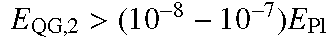 E_{QG,2} > (10^{-8} − 10^{-7})E_{Pl}